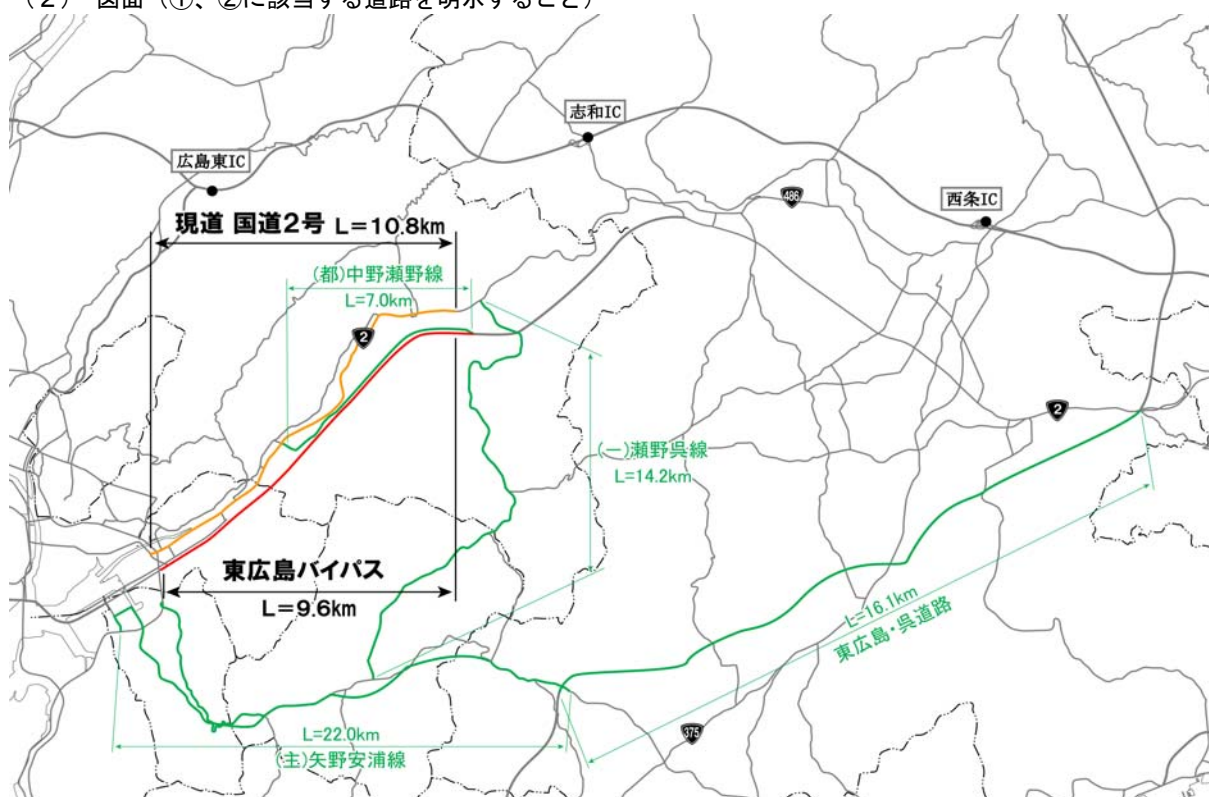 (2) 図面（①、②に該当する道路を明示すること）
志和IC
広島東IC
486
西条IC
現道 国道2号 L=10.8km
(都)中野瀬野線
L=7.0km
2
2
(一)瀬野呉線
L=14.2km
東広島バイパス
L=9.6km
L=16.1km
東広島・呉道路
375
L=22.0km
(主)矢野安浦線